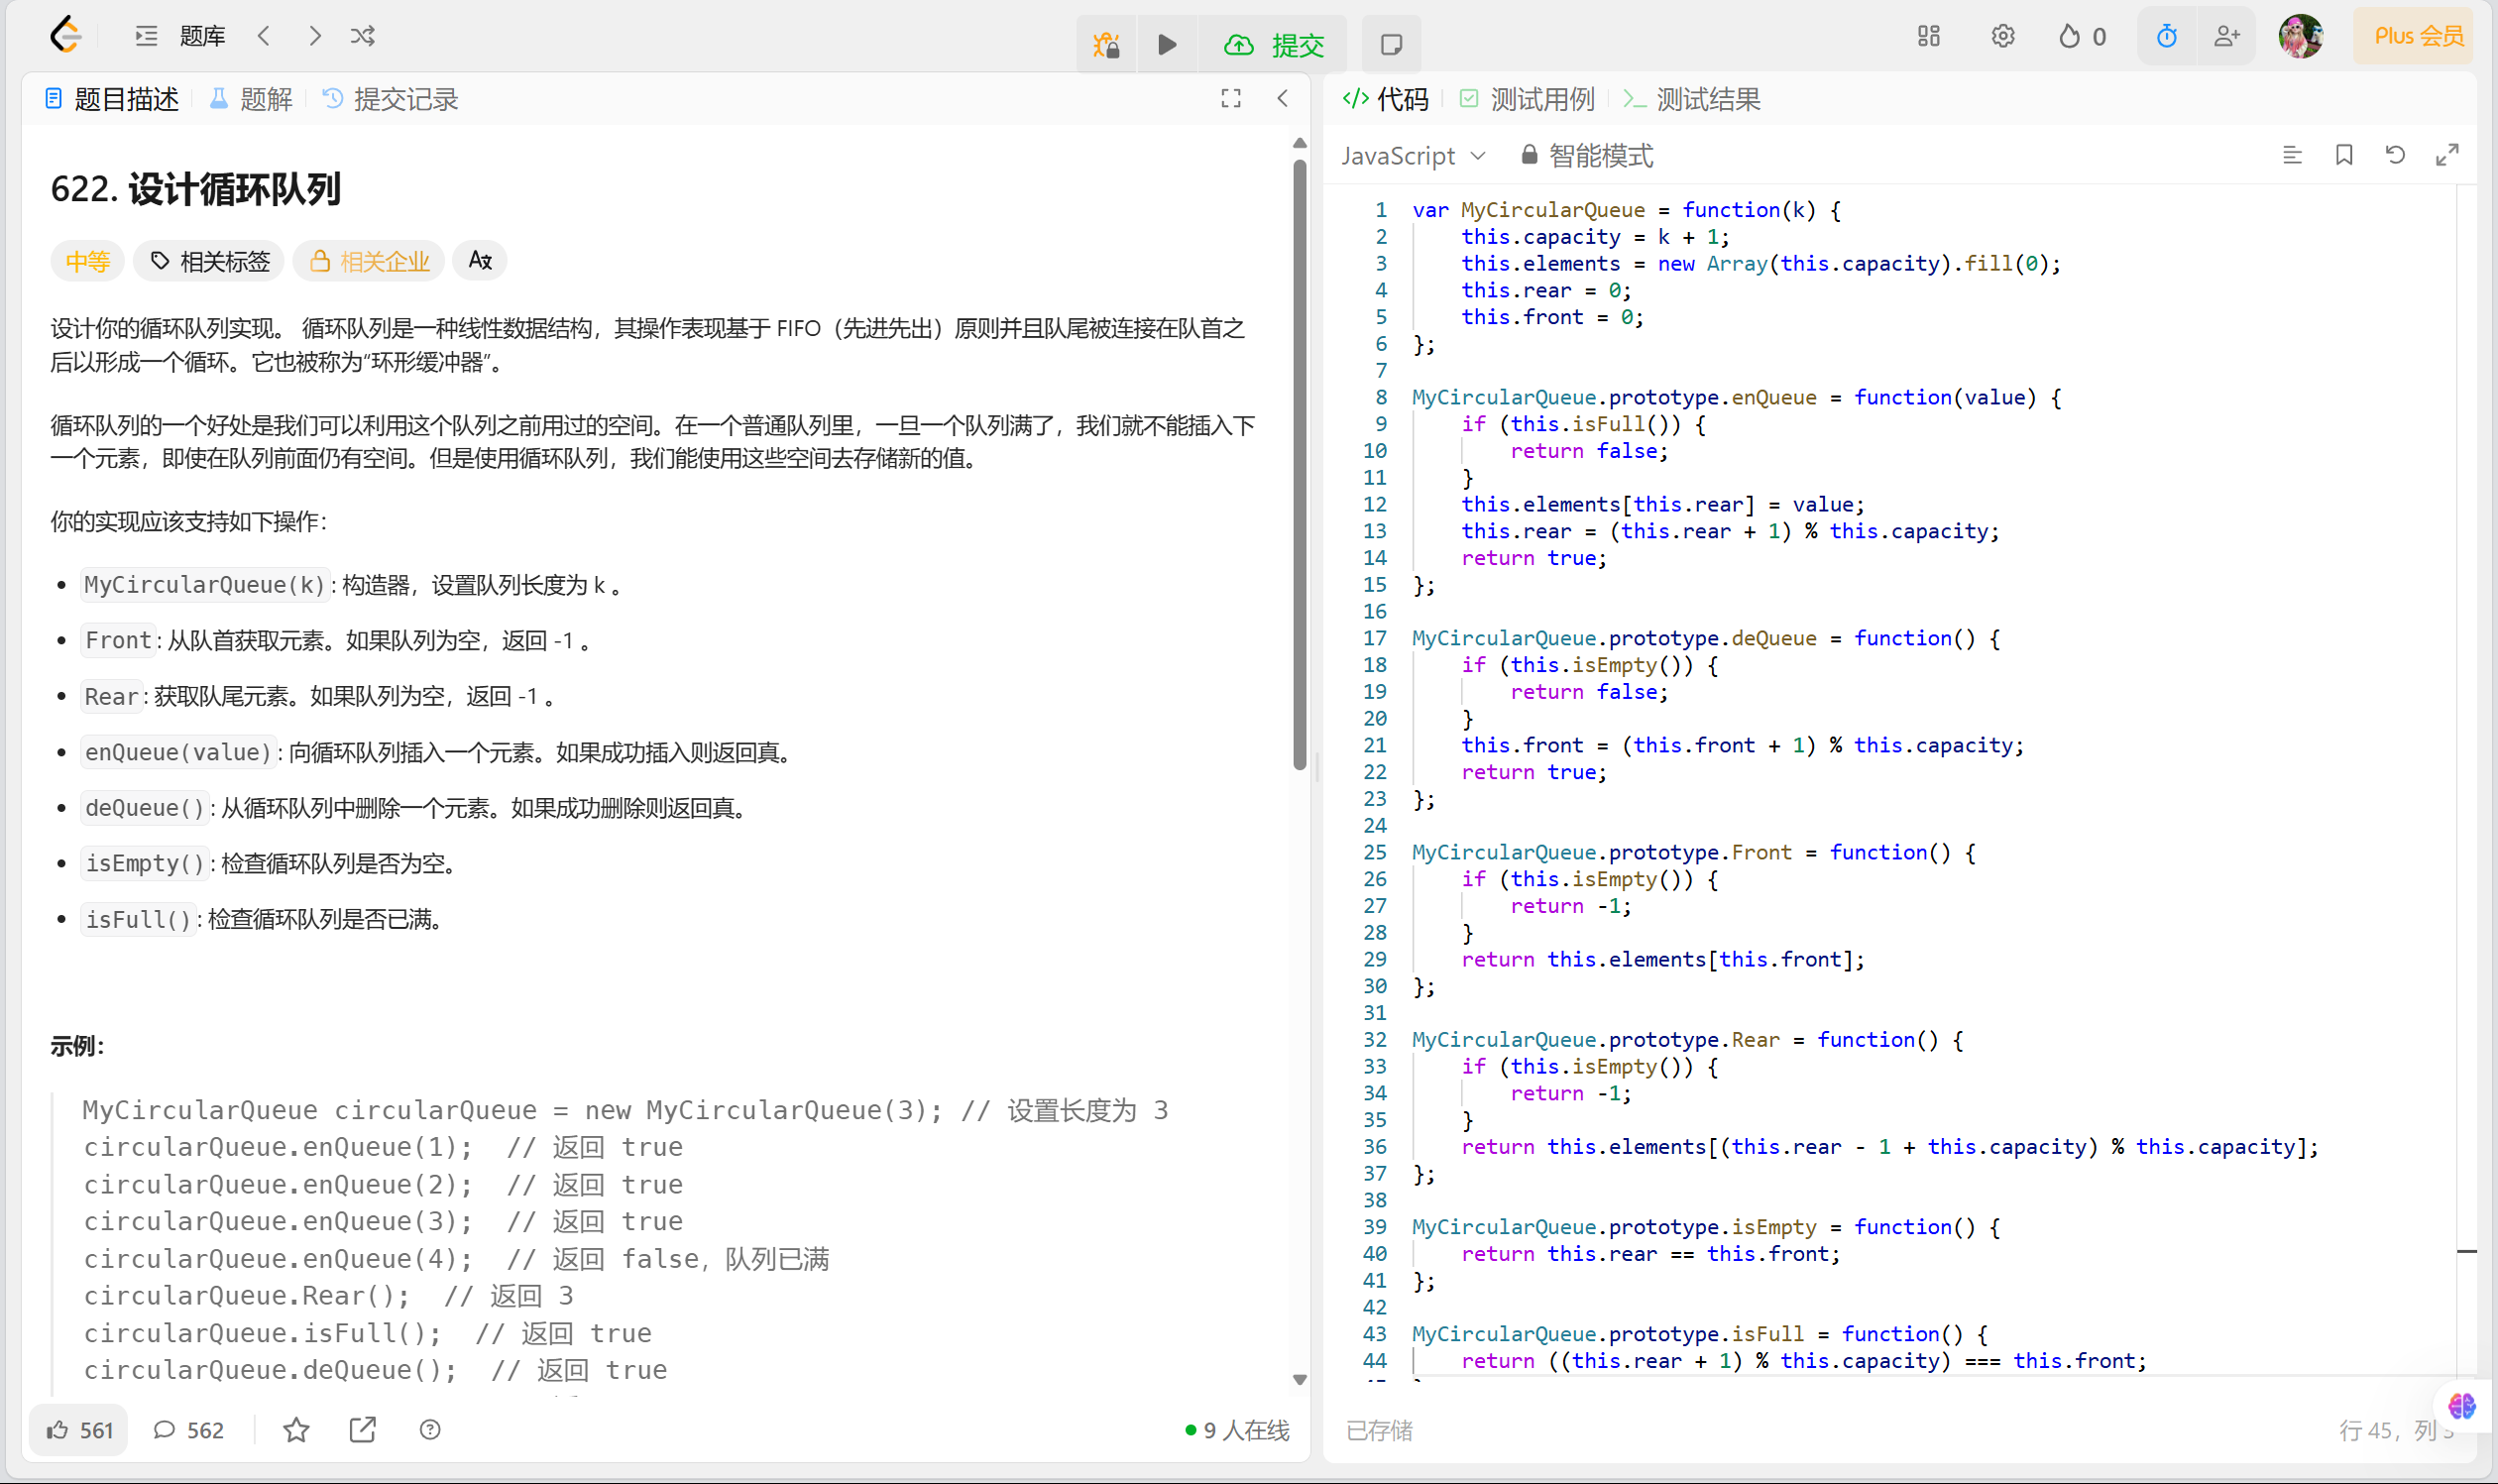 题库
提交
0
Plus 会员
题目描述
题解
提交记录
622. 设计循环队列
中等
相关标签
相关企业
设计你的循环队列实现。 循环队列是一种线性数据结构，其操作表现基于 FIFO（先进先出）原则并且队尾被连接在队首之
后以形成一个循环。它也被称为“环形缓冲器”。
循环队列的一个好处是我们可以利用这个队列之前用过的空间。在一个普通队列里，一旦一个队列满了，我们就不能插入下
一个元素，即使在队列前面仍有空间。但是使用循环队列，我们能使用这些空间去存储新的值。
你的实现应该支持如下操作：
MyCircularQueue(k): 构造器，设置队列长度为 k 。
Front: 从队首获取元素。如果队列为空，返回 -1 。
Rear: 获取队尾元素。如果队列为空，返回 -1 。
enQueue(value): 向循环队列插入一个元素。如果成功插入则返回真。
deQueue(): 从循环队列中删除一个元素。如果成功删除则返回真。
isEmpty(): 检查循环队列是否为空。
isFull(): 检查循环队列是否已满。
示例：
MyCircularQueue circularQueue = new MyCircularQueue(3); // 设置长度为 3
circularQueue.enQueue(1);  // 返回 true
circularQueue.enQueue(2);  // 返回 true
circularQueue.enQueue(3);  // 返回 true
circularQueue.enQueue(4);  // 返回 false，队列已满
circularQueue.Rear();  // 返回 3
circularQueue.isFull();  // 返回 true
circularQueue.deQueue();  // 返回 true
561
562
9 人在线
代码
测试用例
测试结果
JavaScript
智能模式
1 var MyCircularQueue = function(k) {
2     this.capacity = k + 1;
3     this.elements = new Array(this.capacity).fill(0);
4     this.rear = 0;
5     this.front = 0;
6 };
7
8 MyCircularQueue.prototype.enQueue = function(value) {
9     if (this.isFull()) {
10         return false;
11     }
12     this.elements[this.rear] = value;
13     this.rear = (this.rear + 1) % this.capacity;
14     return true;
15 };
16
17 MyCircularQueue.prototype.deQueue = function() {
18     if (this.isEmpty()) {
19         return false;
20     }
21     this.front = (this.front + 1) % this.capacity;
22     return true;
23 };
24
25 MyCircularQueue.prototype.Front = function() {
26     if (this.isEmpty()) {
27         return -1;
28     }
29     return this.elements[this.front];
30 };
31
32 MyCircularQueue.prototype.Rear = function() {
33     if (this.isEmpty()) {
34         return -1;
35     }
36     return this.elements[(this.rear - 1 + this.capacity) % this.capacity];
37 };
38
39 MyCircularQueue.prototype.isEmpty = function() {
40     return this.rear == this.front;
41 };
42
43 MyCircularQueue.prototype.isFull = function() {
44     return ((this.rear + 1) % this.capacity) === this.front;
已存储
行 45, 列